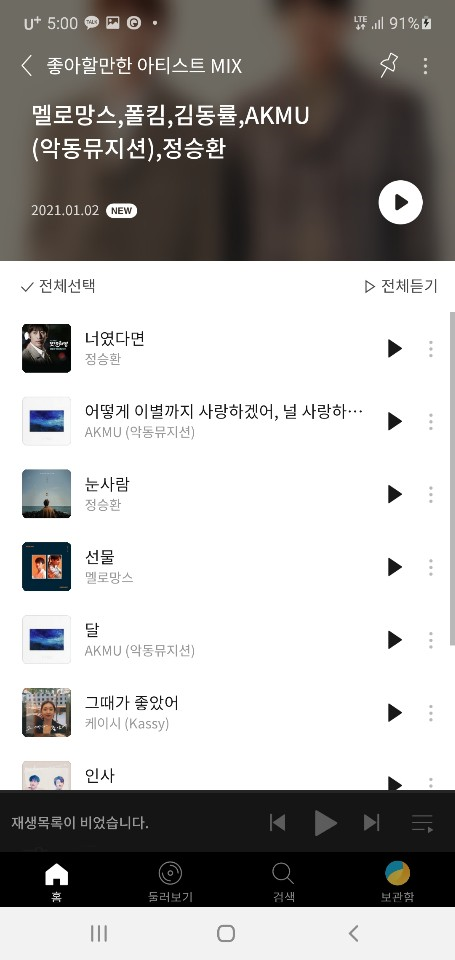 U+ 5:00 TALK LTE 91%
좋아할만한 아티스트 MIX
멜로망스,폴킴,김동률,AKMU
(악동뮤지션),정승환
2021.01.02 NEW
전체선택 전체듣기
너였다면
정승환
어떻게 이별까지 사랑하겠어, 널 사랑하…
AKMU (악동뮤지션)
눈사람
정승환
선물
멜로망스
달
AKMU (악동뮤지션)
그때가 좋았어
케이시 (Kassy)
인사
재생목록이 비었습니다.
홈 둘러보기 검색 보관함